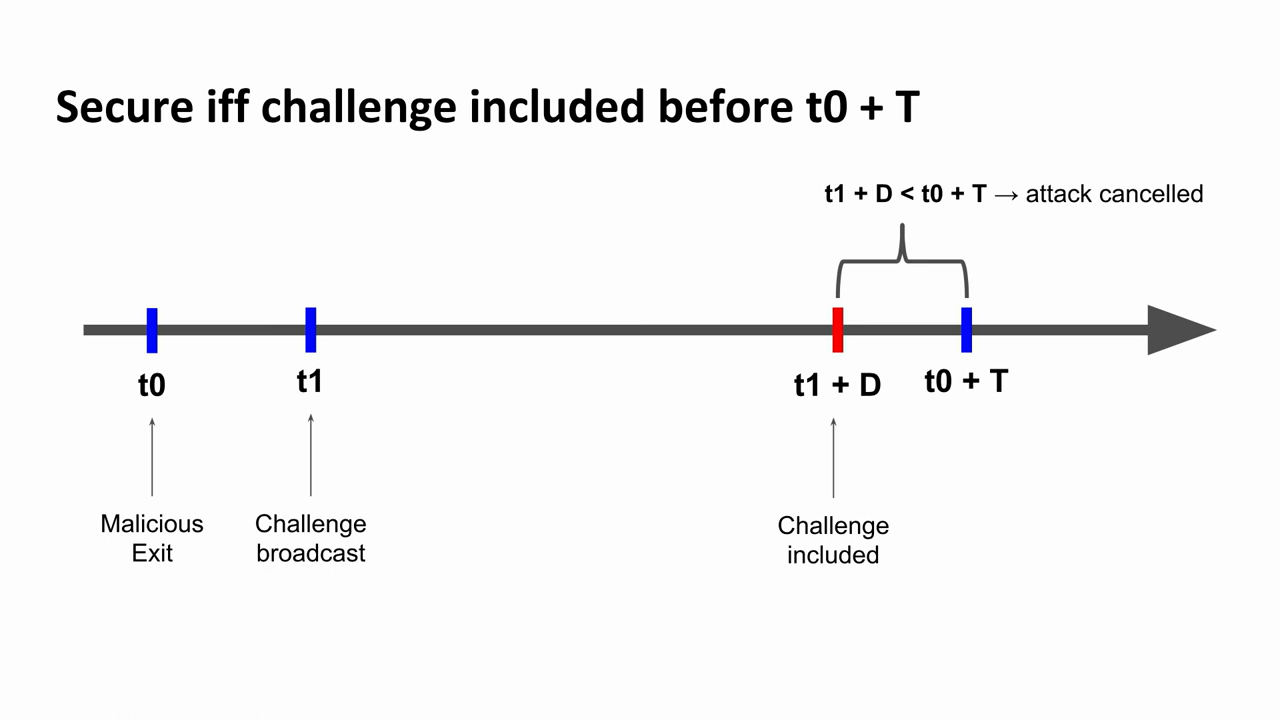 Secure iff challenge included before t0 + T
t1 + D < t0 + T → attack cancelled
t0
t1
t1 + D
t0 + T
Malicious
Exit
Challenge
broadcast
Challenge
included